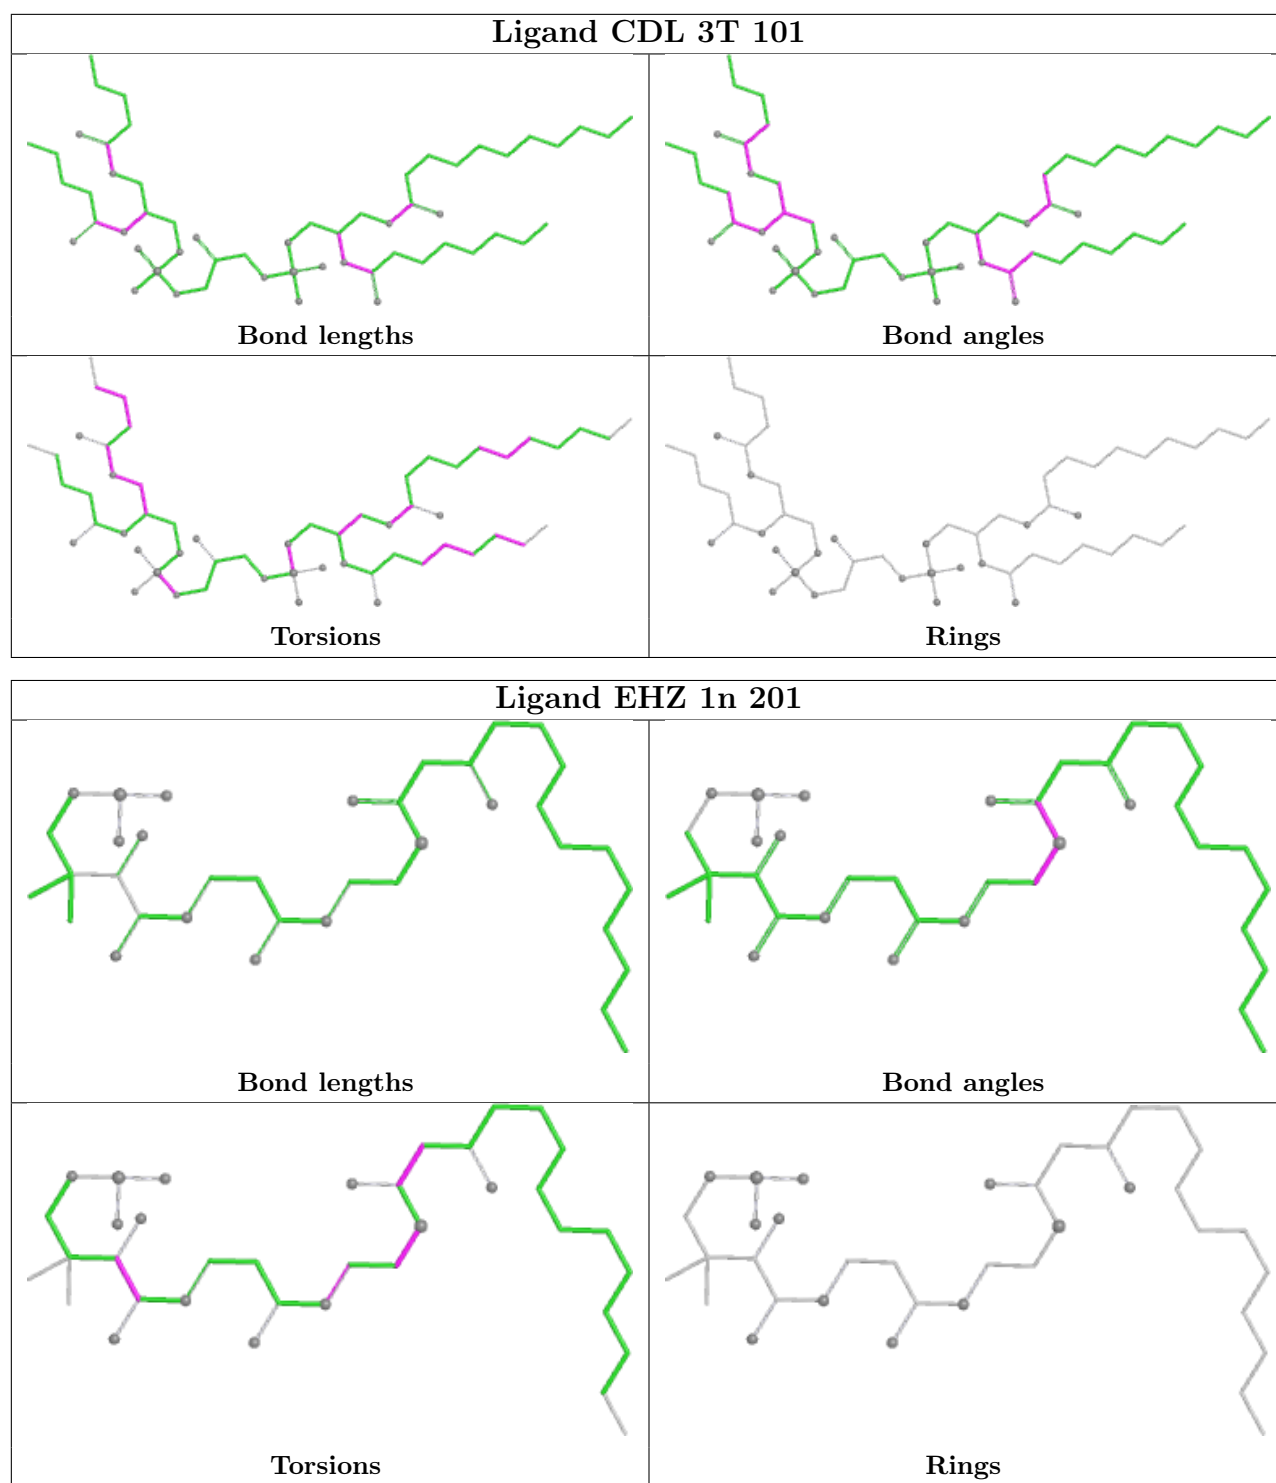 Ligand CDL 3T 101
Bond lengths
Bond angles
Torsions
Rings
Ligand EHZ 1n 201
Bond lengths
Bond angles
Torsions
Rings